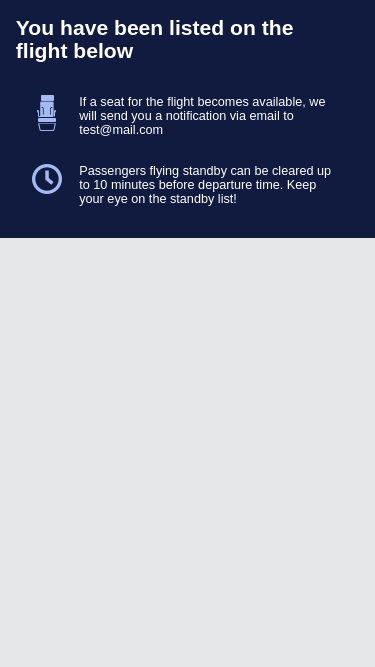 You have been listed on the
flight below
If a seat for the flight becomes available, we
will send you a notification via email to
test@mail.com
Passengers flying standby can be cleared up
to 10 minutes before departure time. Keep
your eye on the standby list!